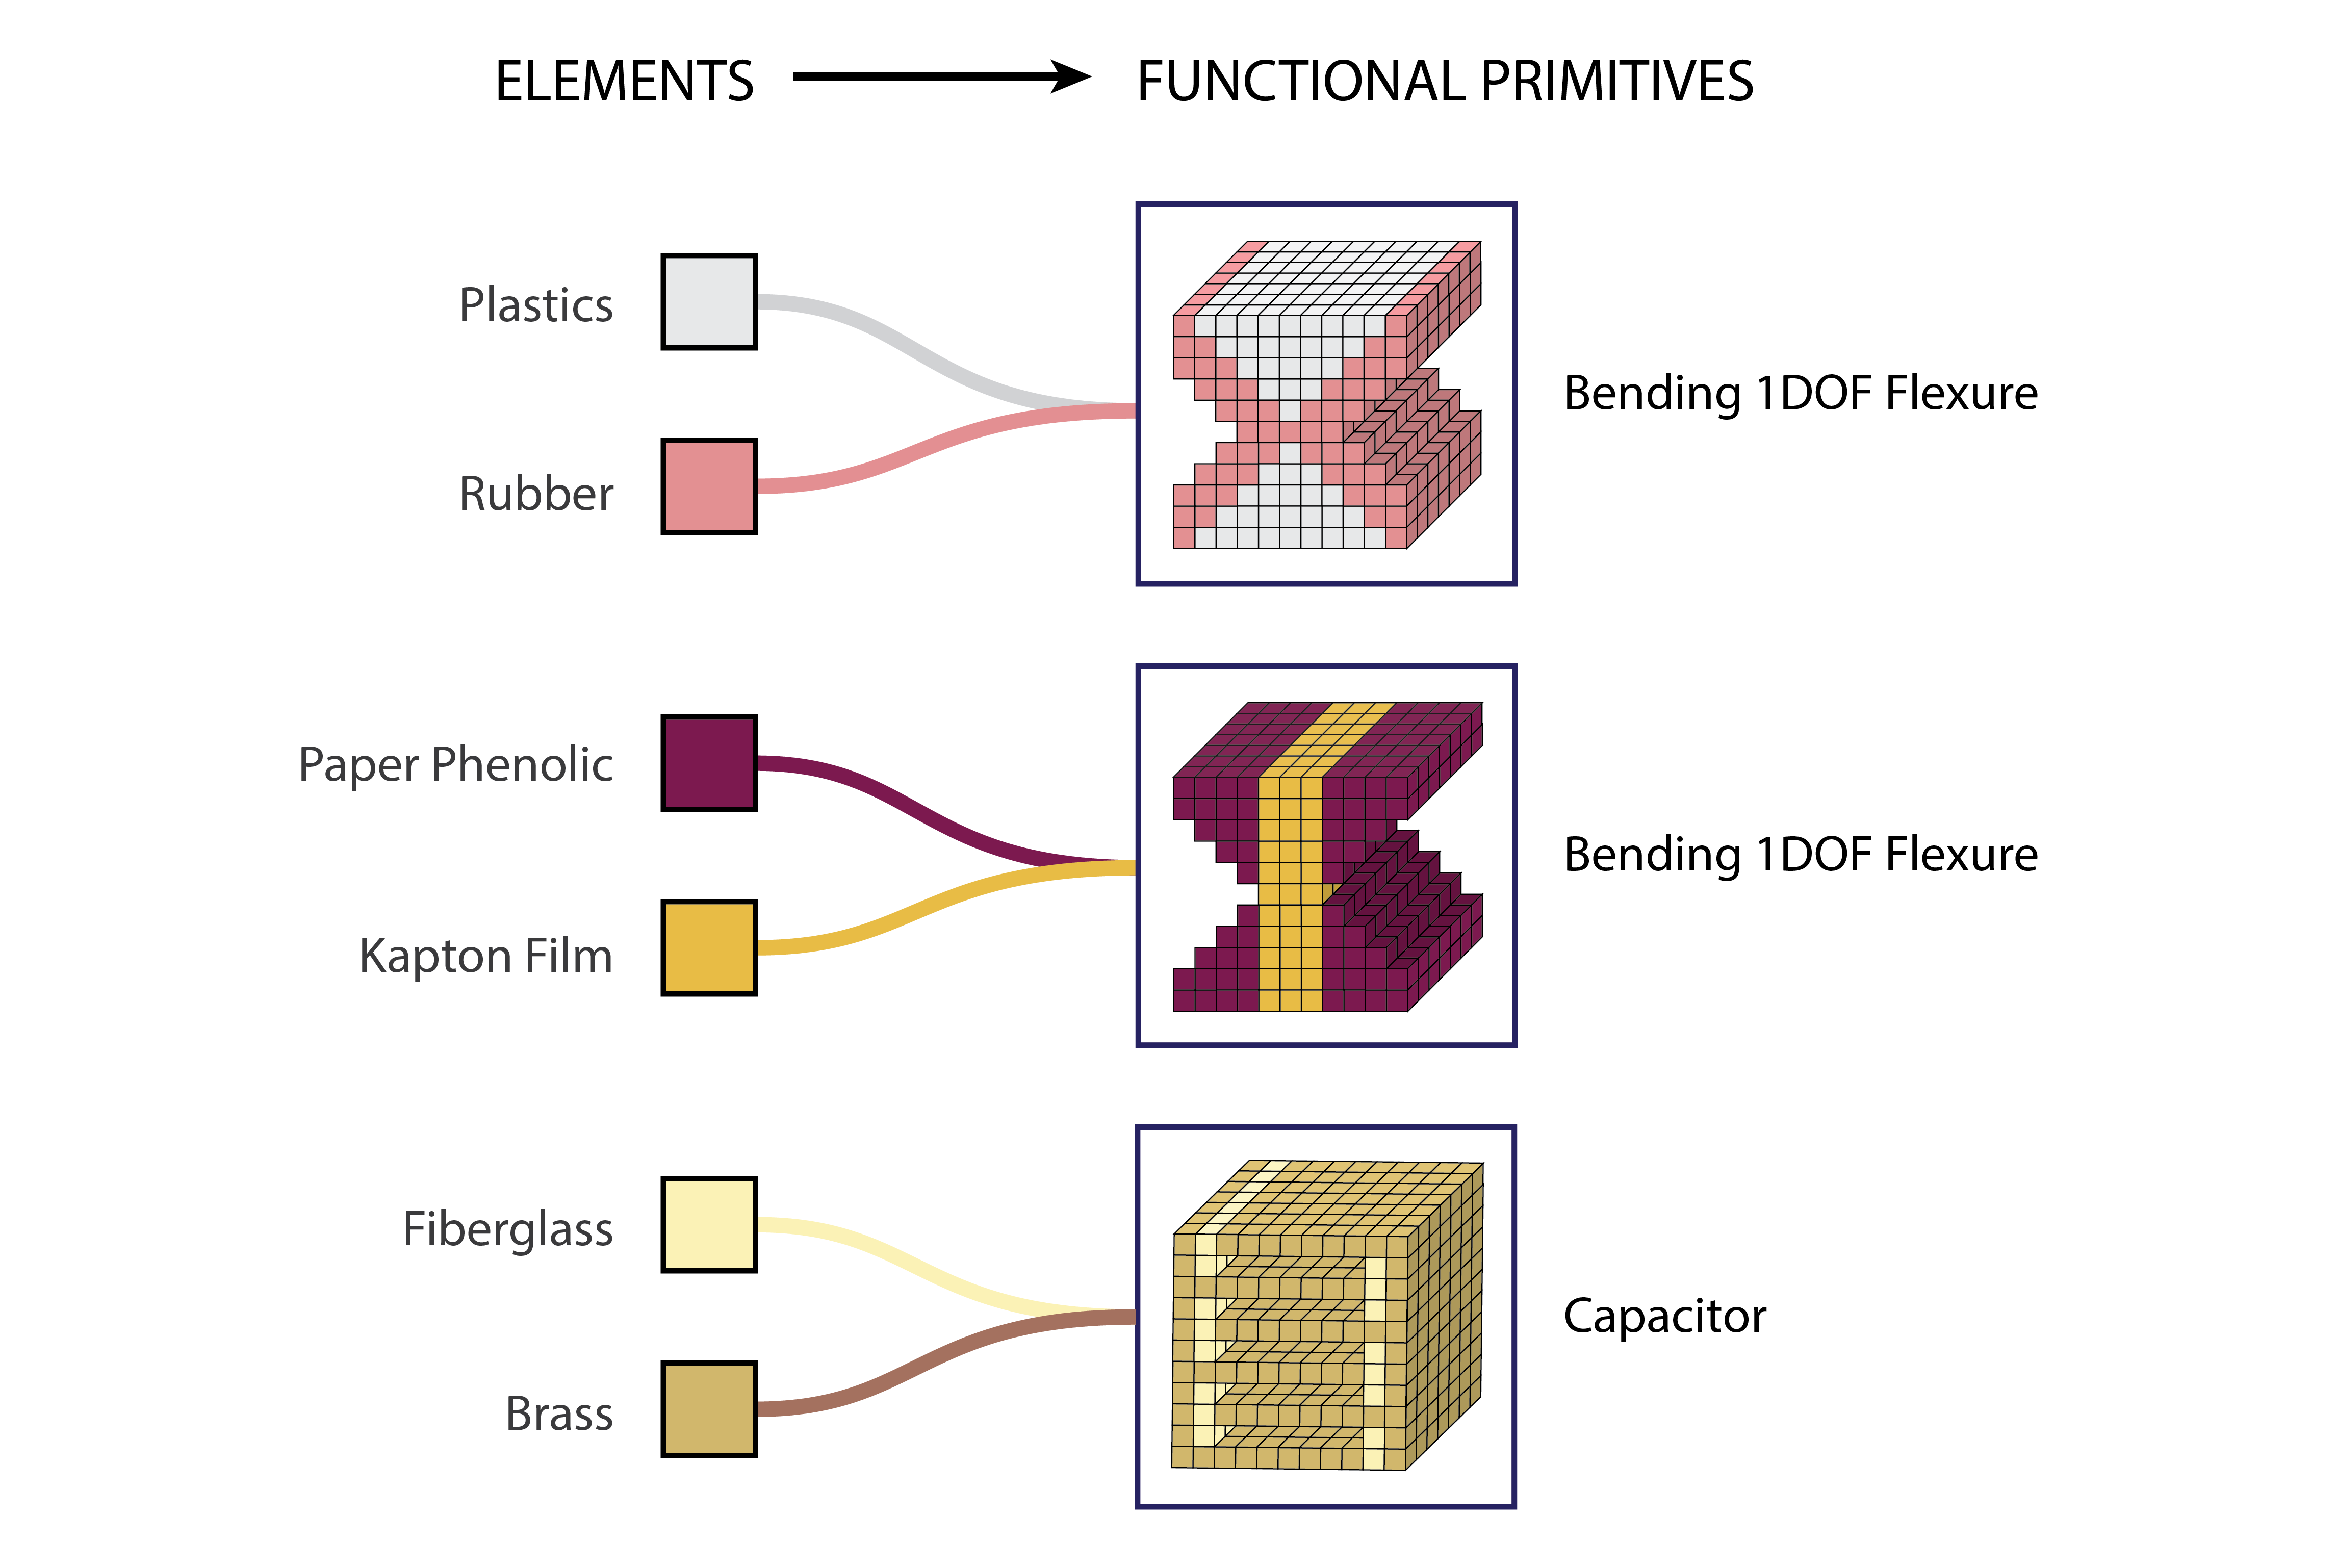 ELEMENTS
FUNCTIONAL PRIMITIVES
Plastics
Rubber
Bending 1DOF Flexure
Paper Phenolic
Kapton Film
Bending 1DOF Flexure
Fiberglass
Brass
Capacitor